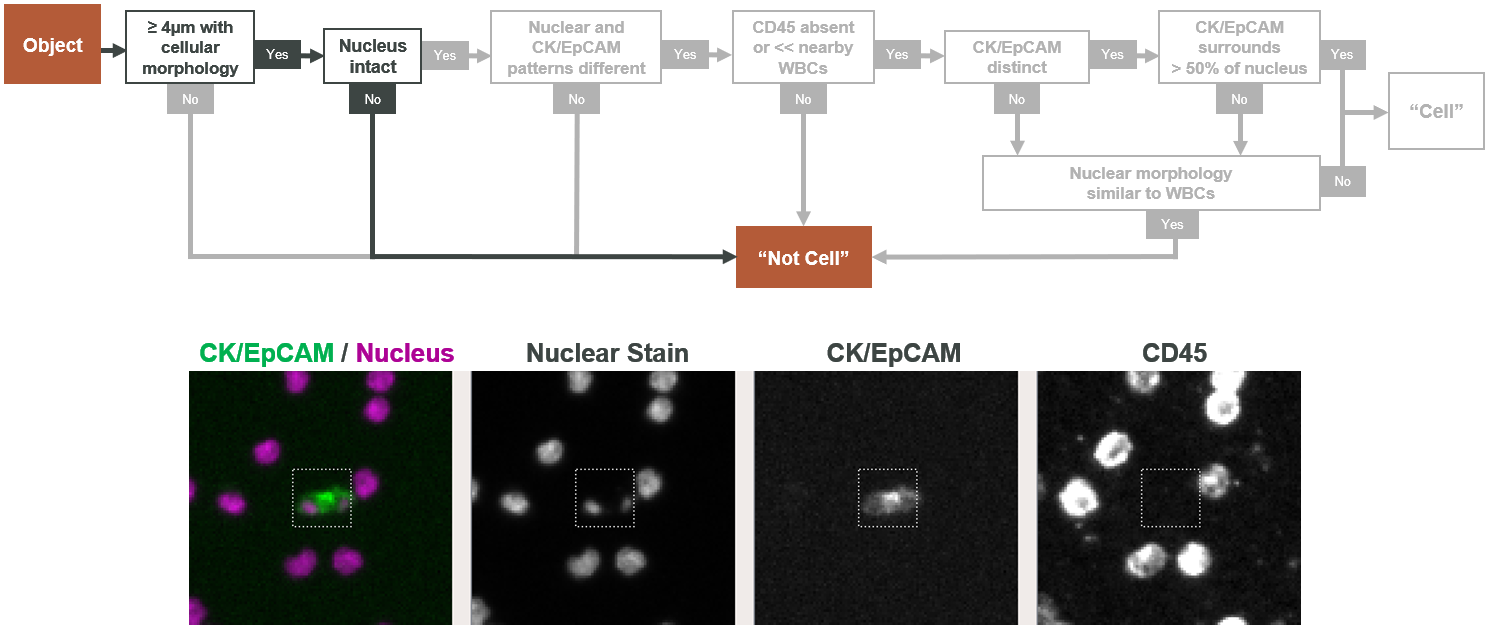 Object
≥ 4µm with
cellular
morphology
Yes
No
Nucleus
intact
Yes
No
Nuclear and
CK/EpCAM
patterns different
Yes
No
CD45 absent
or << nearby
WBCs
Yes
No
CK/EpCAM
distinct
Yes
No
CK/EpCAM
surrounds
> 50% of nucleus
Yes
No
“Cell”
Nuclear morphology
similar to WBCs
No
Yes
“Not Cell”
CK/EpCAM / Nucleus
Nuclear Stain
CK/EpCAM
CD45